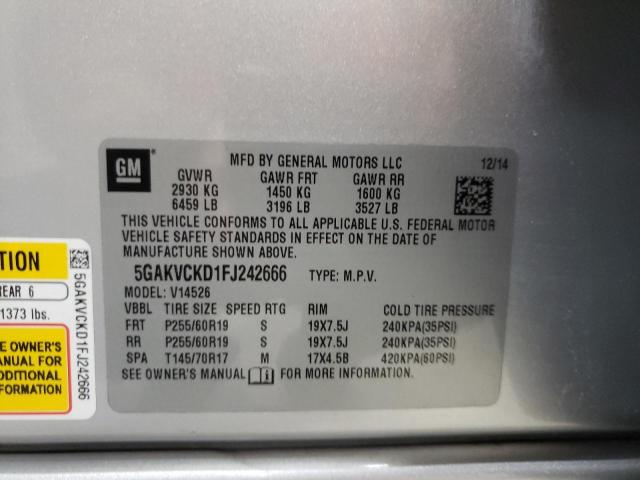 GM
MFD BY GENERAL MOTORS LLC
12/14
GVWR GAWR FRT GAWR RR
2930 KG 1450 KG 1600 KG
6459 LB 3196 LB 3527 LB
THIS VEHICLE CONFORMS TO ALL APPLICABLE U.S. FEDERAL MOTOR
VEHICLE SAFETY STANDARDS IN EFFECT ON THE DATE OF
MANUFACTURE SHOWN ABOVE.
5GAKVCKD1FJ242666 TYPE: M.P.V.
MODEL: V14526
VBBL TIRE SIZE SPEED RTG RIM COLD TIRE PRESSURE
FRT P255/60R19 S 19X7.5J 240KPA(35PSI)
RR P255/60R19 S 19X7.5J 240KPA(35PSI)
SPA T145/70R17 M 17X4.5B 420KPA(60PSI)
SEE OWNER'S MANUAL FOR MORE INFORMATION.
TION
REAR 6
1373 lbs.
E OWNER'S
ANUAL FOR
DDITIONAL
FORMATION
5GAKVCKD1FJ242666